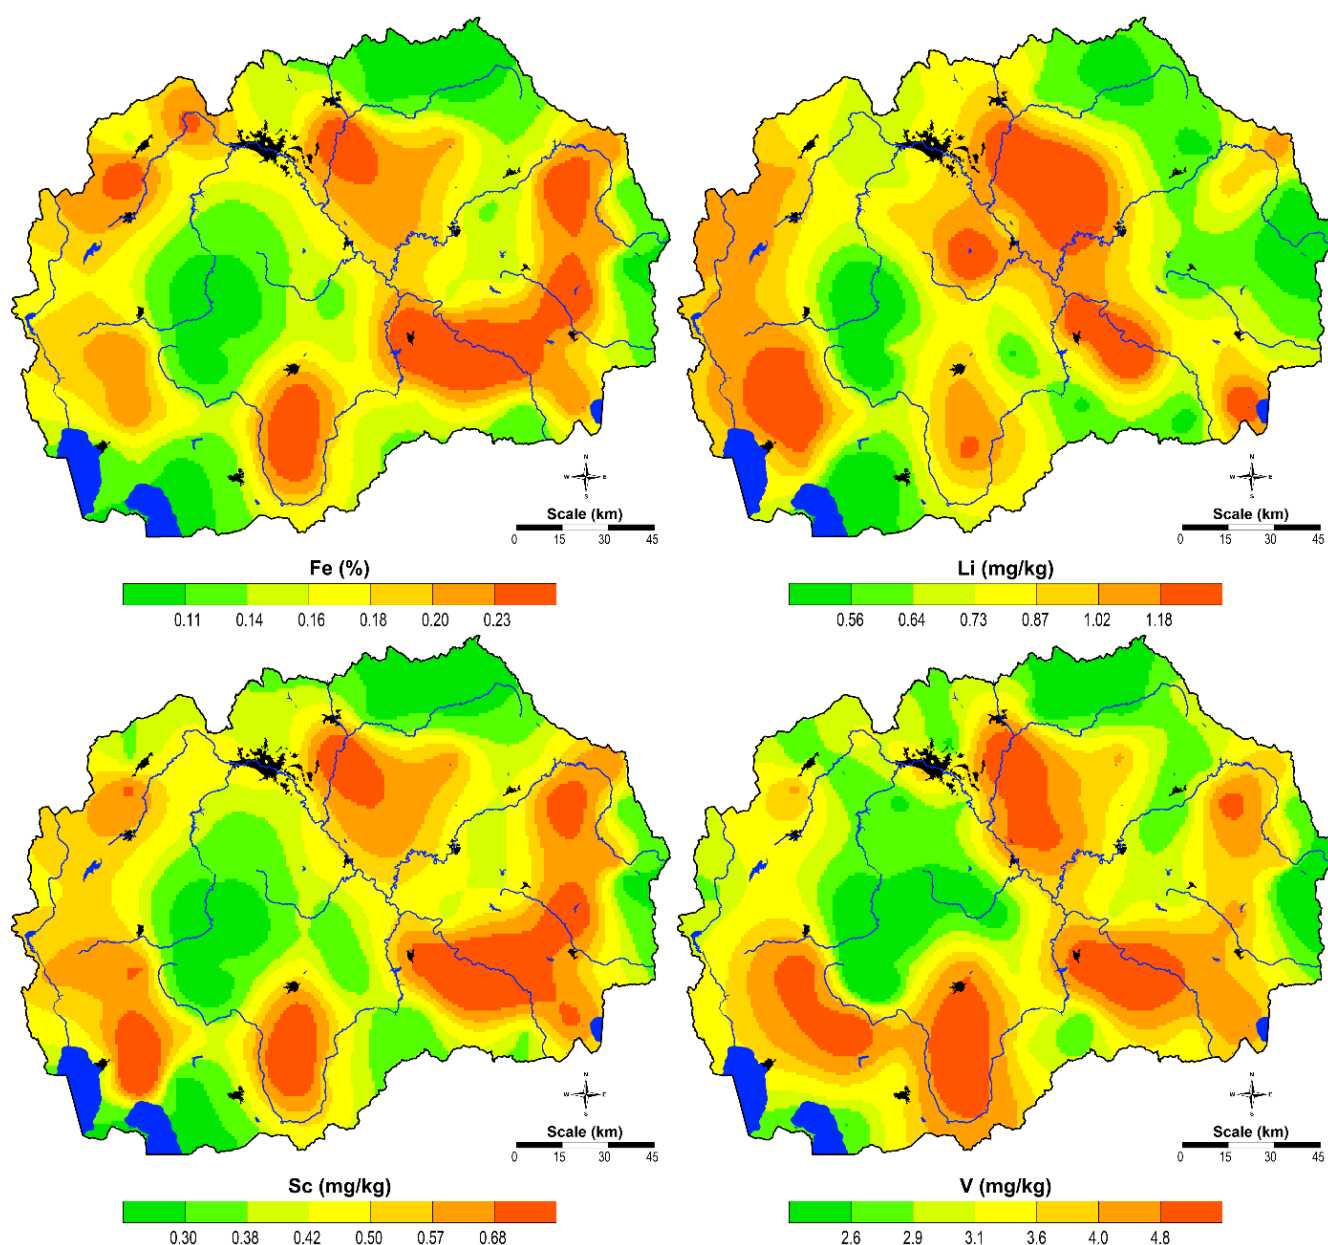 N
W E
S
Scale (km)
0 15 30 45
Fe (%)
0.11 0.14 0.16 0.18 0.20 0.23
N
W E
S
Scale (km)
0 15 30 45
Li (mg/kg)
0.56 0.64 0.73 0.87 1.02 1.18
N
W E
S
Scale (km)
0 15 30 45
Sc (mg/kg)
0.30 0.38 0.42 0.50 0.57 0.68
N
W E
S
Scale (km)
0 15 30 45
V (mg/kg)
2.6 2.9 3.1 3.6 4.0 4.8